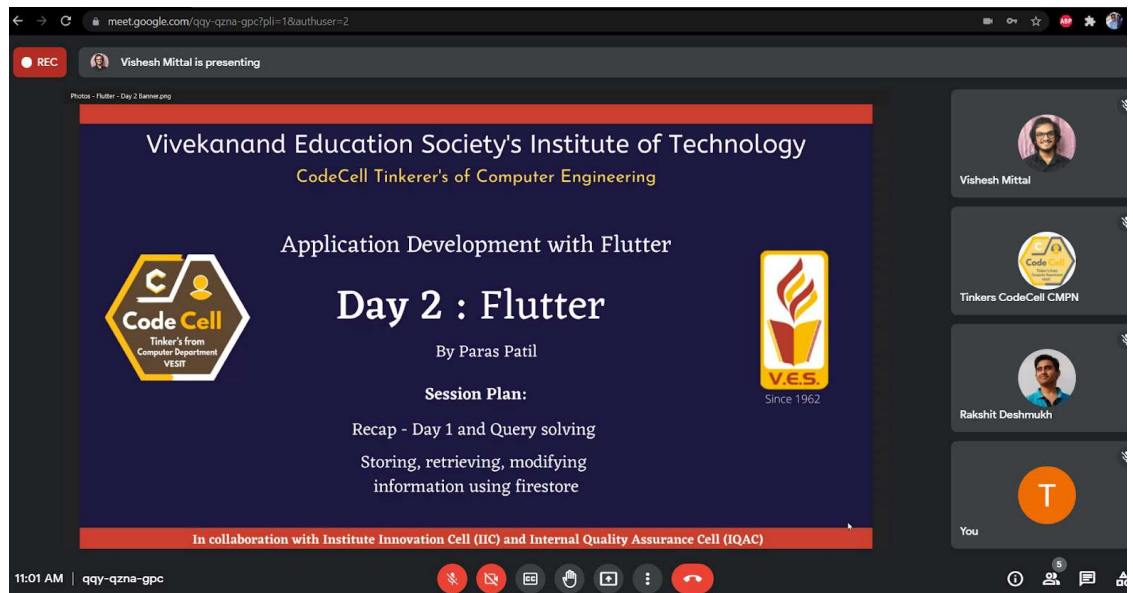 meet.google.com/qqy-qzna-gpc?pli=1&authuser=2
ABP
REC
Vishesh Mittal is presenting
Photos - Flutter - Day 2 Banner.png
Vivekanand Education Society's Institute of Technology
CodeCell Tinkerer's of Computer Engineering
Application Development with Flutter
Day 2 : Flutter
By Paras Patil
Session Plan:
Recap - Day 1 and Query solving
Storing, retrieving, modifying
information using firestore
C
Code Cell
Tinker's from
Computer Department
VESIT
V.E.S.
Since 1962
In collaboration with Institute Innovation Cell (IIC) and Internal Quality Assurance Cell (IQAC)
Vishesh Mittal
Code Cell
Tinkers CodeCell CMPN
Rakshit Deshmukh
T
You
11:01 AM | qqy-qzna-gpc
CC
5